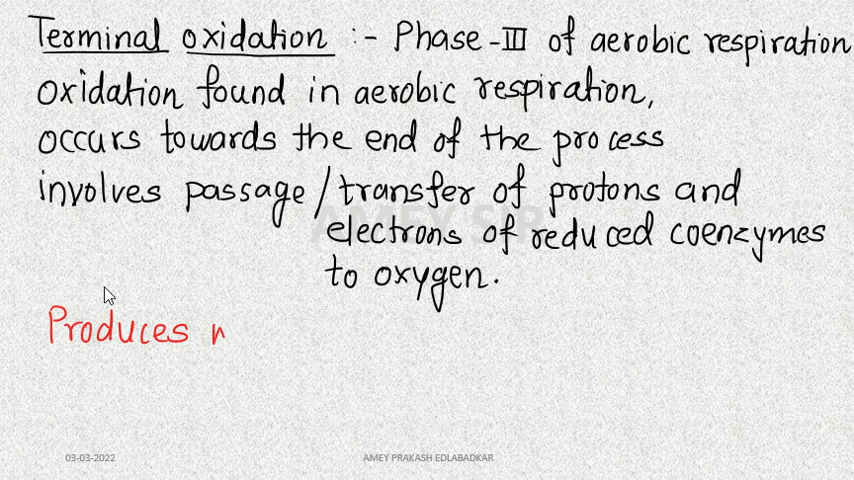 Terminal oxidation :- Phase-III of aerobic respiration
oxidation found in aerobic respiration,
occurs towards the end of the process
involves passage/transfer of protons and
electrons of reduced coenzymes
to oxygen.
AMEY SIR
Produces
03-03-2022
AMEY PRAKASH EDLABADKAR